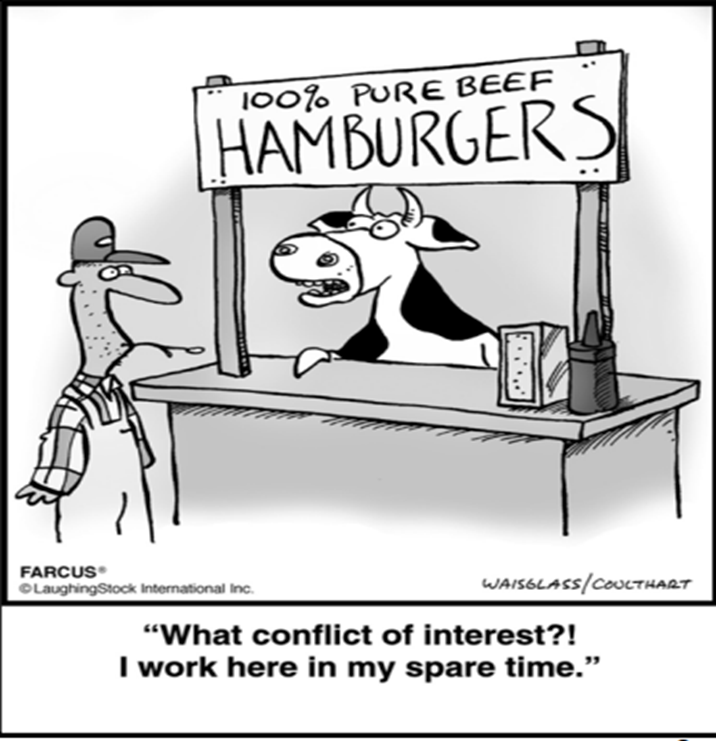 100% PURE BEEF
HAMBURGERS
FARCUS®
©LaughingStock International Inc.
WAISGLASS/COULTHART
“What conflict of interest?!
I work here in my spare time.”